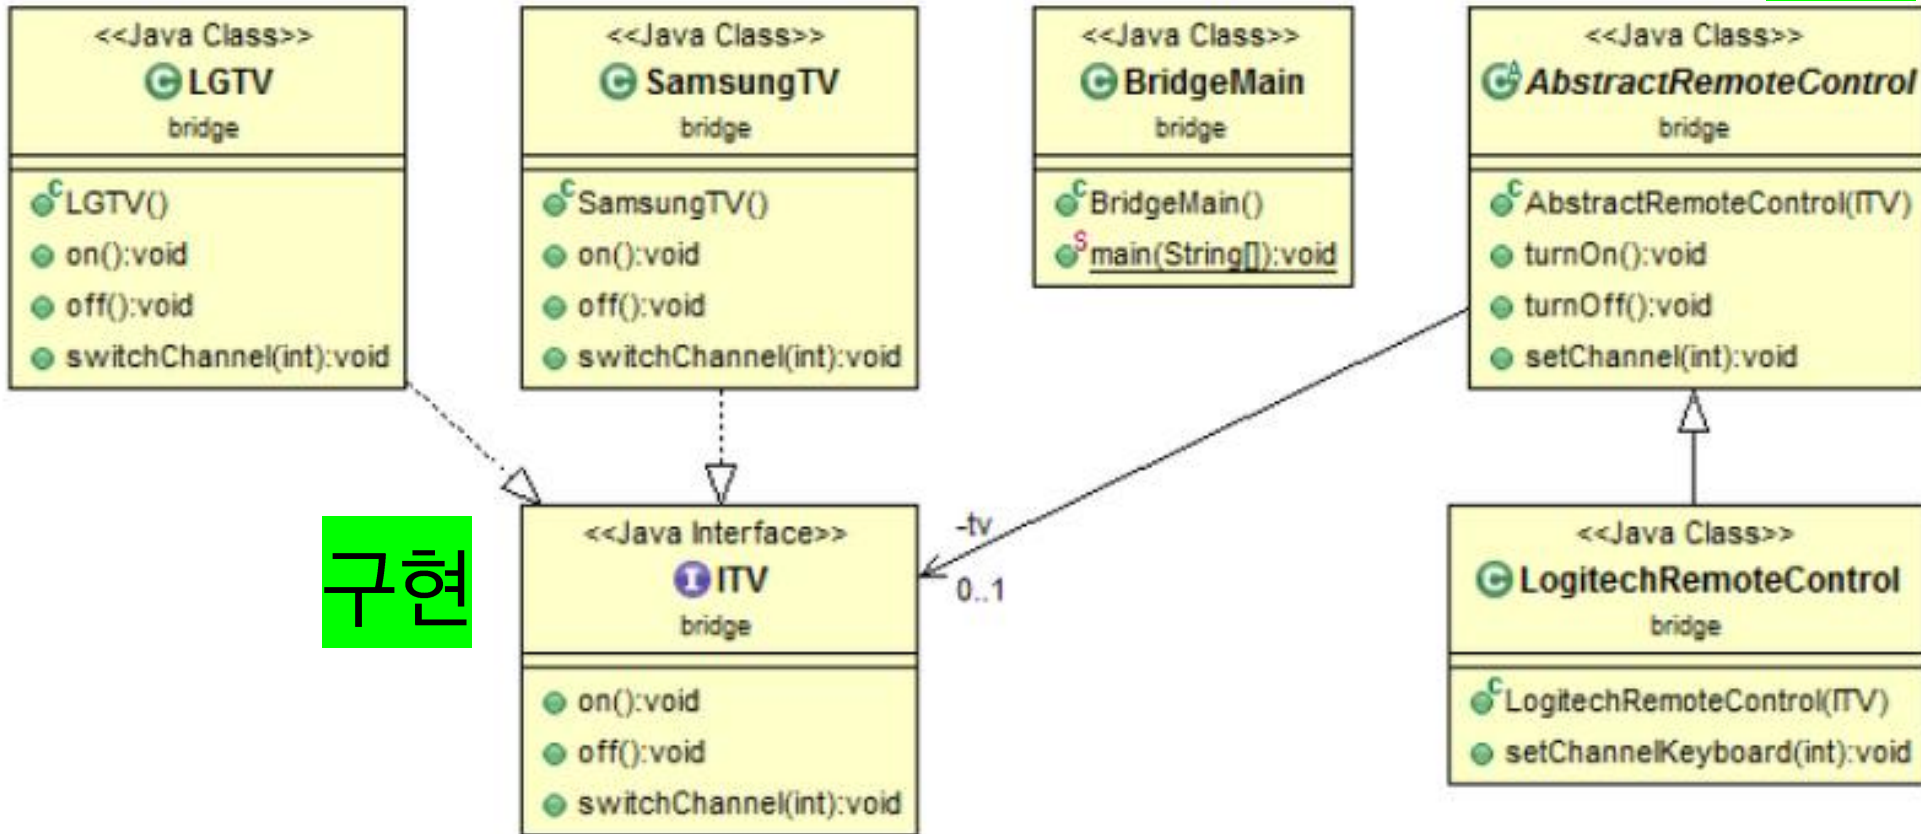 <<Java Class>>
LGTV
bridge
LGTV()
on():void
off():void
switchChannel(int):void
<<Java Class>>
SamsungTV
bridge
SamsungTV()
on():void
off():void
switchChannel(int):void
<<Java Class>>
BridgeMain
bridge
BridgeMain()
main(String[]):void
<<Java Class>>
AbstractRemoteControl
bridge
AbstractRemoteControl(ITV)
turnOn():void
turnOff():void
setChannel(int):void
구현
<<Java Interface>>
ITV
bridge
on():void
off():void
switchChannel(int):void
-tv
0..1
<<Java Class>>
LogitechRemoteControl
bridge
LogitechRemoteControl(ITV)
setChannelKeyboard(int):void